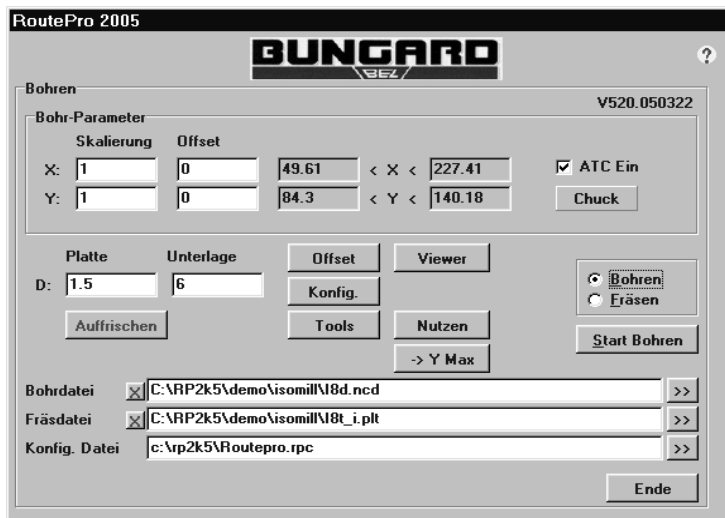 RoutePro 2005
BUNGARD
BEL
?
Bohren
V520.050322
Bohr-Parameter
Skalierung Offset
X: 1 0 49.61 < X < 227.41 ATC Ein
Y: 1 0 84.3 < Y < 140.18 Chuck
Platte Unterlage Offset Viewer
D: 1.5 6 Konfig. Bohren
Fräsen
Auffrischen Tools Nutzen Start Bohren
-> Y Max
Bohrdatei X C:\RP2k5\demo\isomill\l8d.ncd >>
Fräsdatei X C:\RP2k5\demo\isomill\l8t_i.plt >>
Konfig. Datei c:\rp2k5\Routepro.rpc >>
Ende